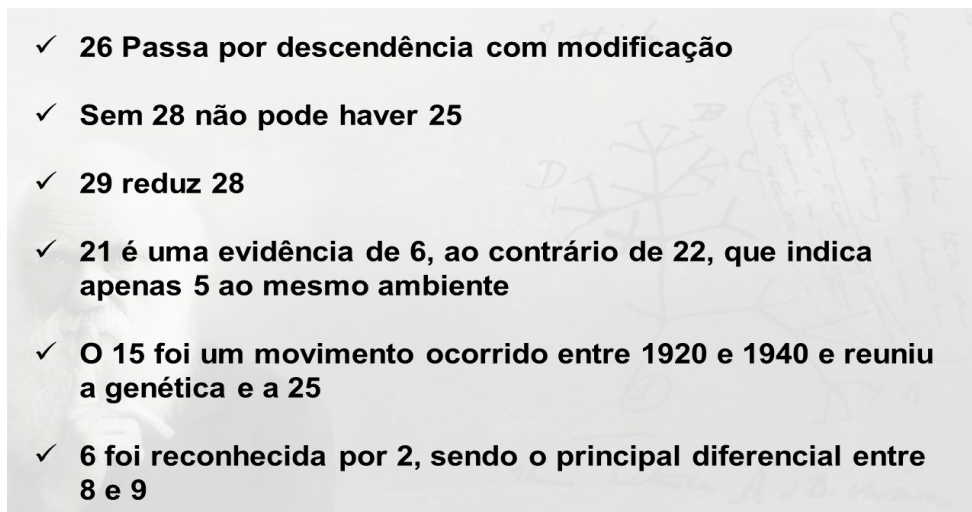 ✓ 26 Passa por descendência com modificação
✓ Sem 28 não pode haver 25
✓ 29 reduz 28
✓ 21 é uma evidência de 6, ao contrário de 22, que indica
apenas 5 ao mesmo ambiente
✓ O 15 foi um movimento ocorrido entre 1920 e 1940 e reuniu
a genética e a 25
✓ 6 foi reconhecida por 2, sendo o principal diferencial entre
8 e 9